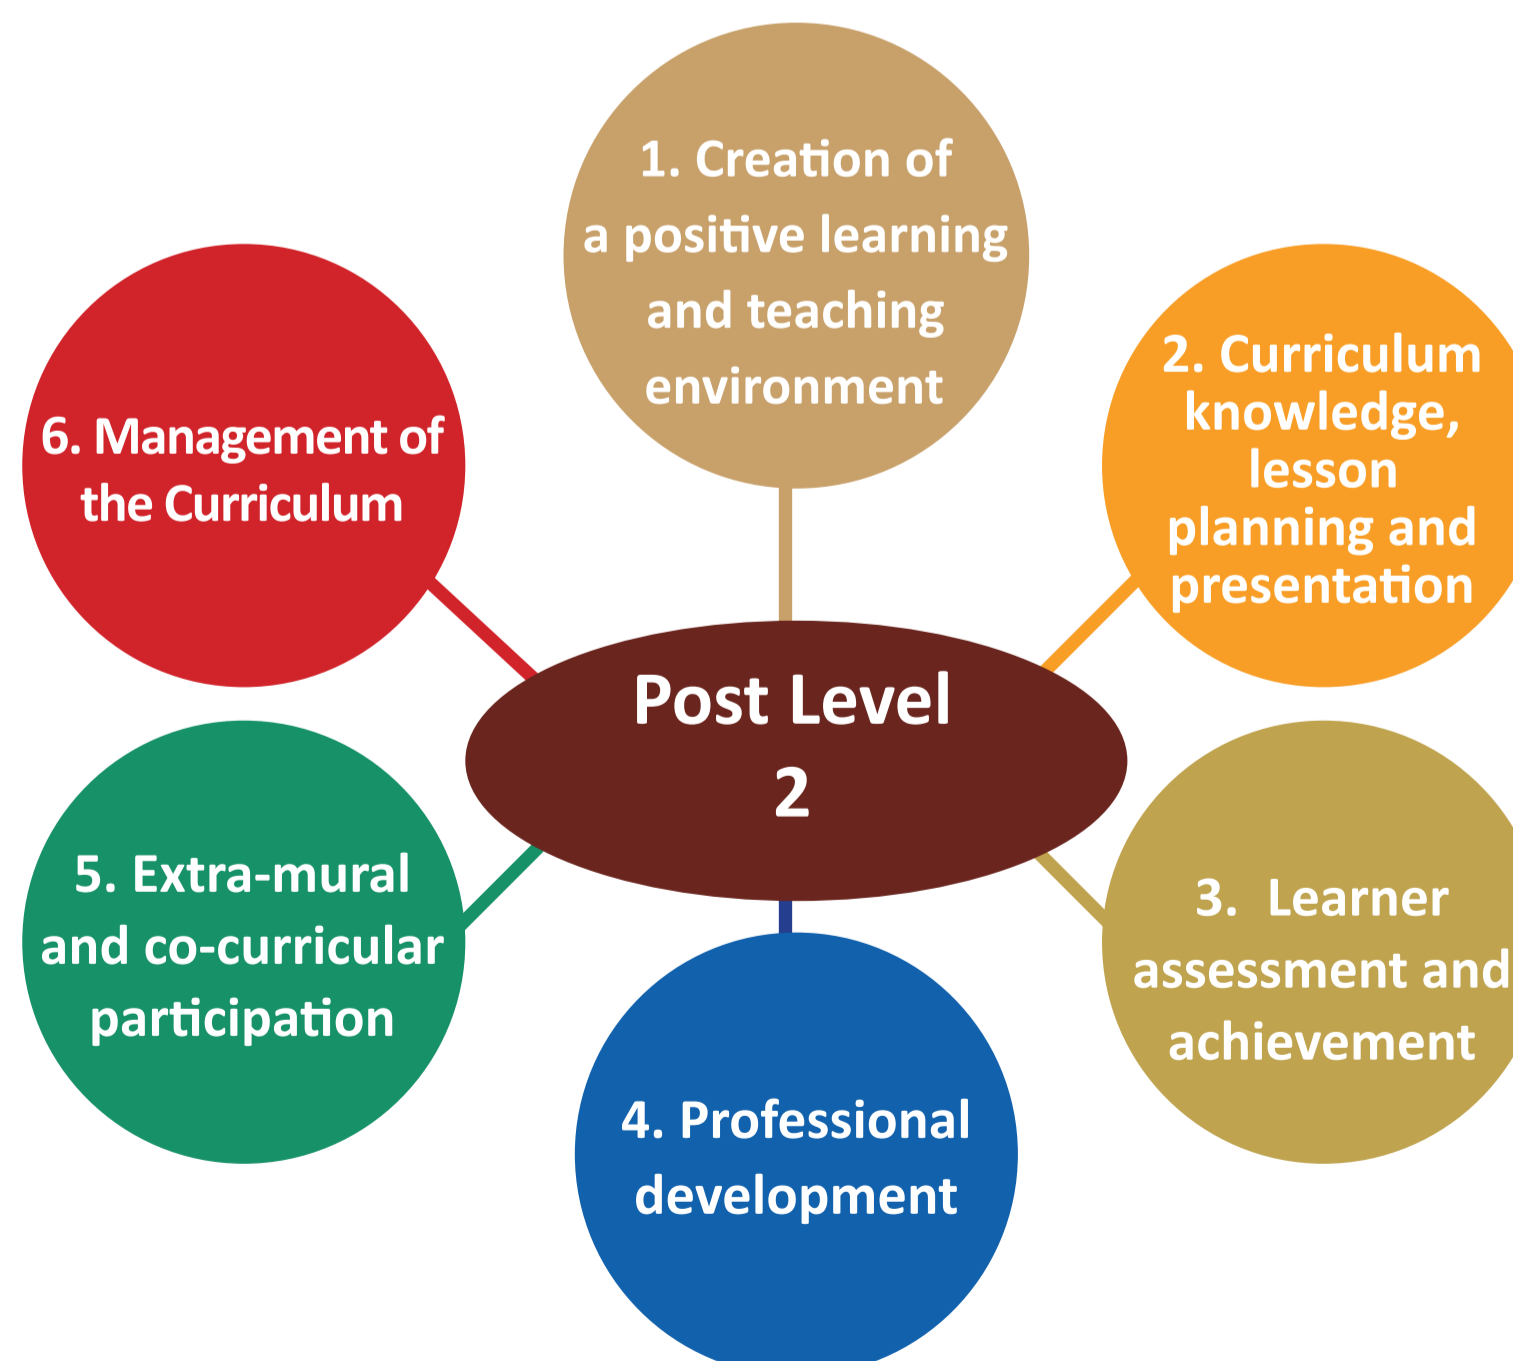 1. Creation of
a positive learning
and teaching
environment
2. Curriculum
knowledge,
lesson
planning and
presentation
3.  Learner
assessment and
achievement
4. Professional
development
5. Extra-mural
and co-curricular
participation
6. Management of
the Curriculum
Post Level
2